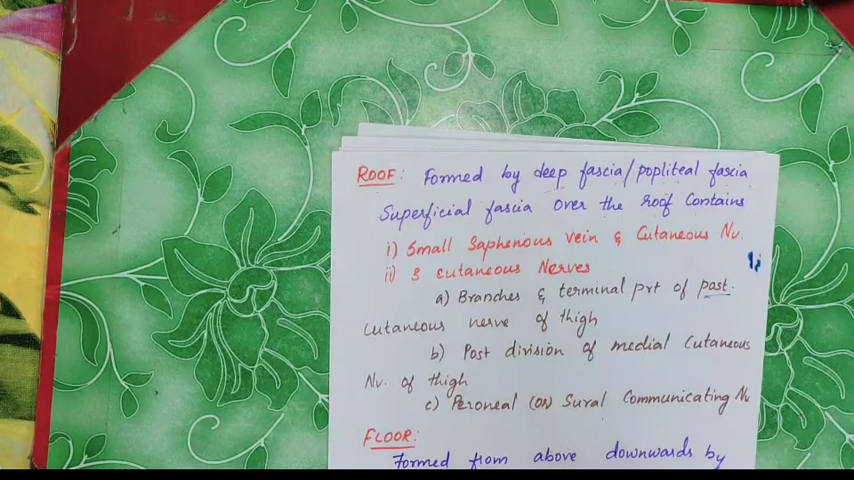 ROOF: Formed by deep fascia/popliteal fascia
Superficial fascia over the roof contains
i) Small Saphenous vein & Cutaneous Nv.
ii) 3 cutaneous Nerves
a) Branches & terminal prt of post.
cutaneous nerve of thigh
b) Post division of medial Cutaneous
Nv. of thigh
c) Peroneal (or) Sural Communicating Nv
FLOOR:
Formed from above downwards by